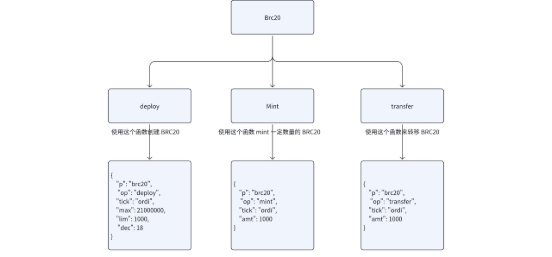 Brc20
deploy
Mint
transfer
使用这个函数创建 BRC20
使用这个函数 mint 一定数量的 BRC20
使用这个函数来转移 BRC20
{
"p": "brc20",
"op": "deploy",
"tick": "ordi",
"max": 21000000,
"lim": 1000,
"dec": 18
}
{
"p": "brc20",
"op": "mint",
"tick": "ordi",
"amt": 1000
}
{
"p": "brc20",
"op": "transfer",
"tick": "ordi",
"amt": 1000
}